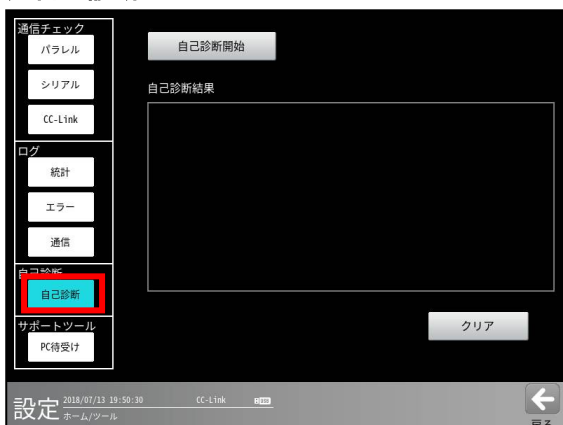 通信チェック
パラレル
シリアル
CC-Link
ログ
統計
エラー
通信
自己診断
自己診断
サポートツール
PC待受け
自己診断開始
自己診断結果
クリア
設定
2018/07/13 19:50:30
CC-Link
ホーム/ツール
戻る